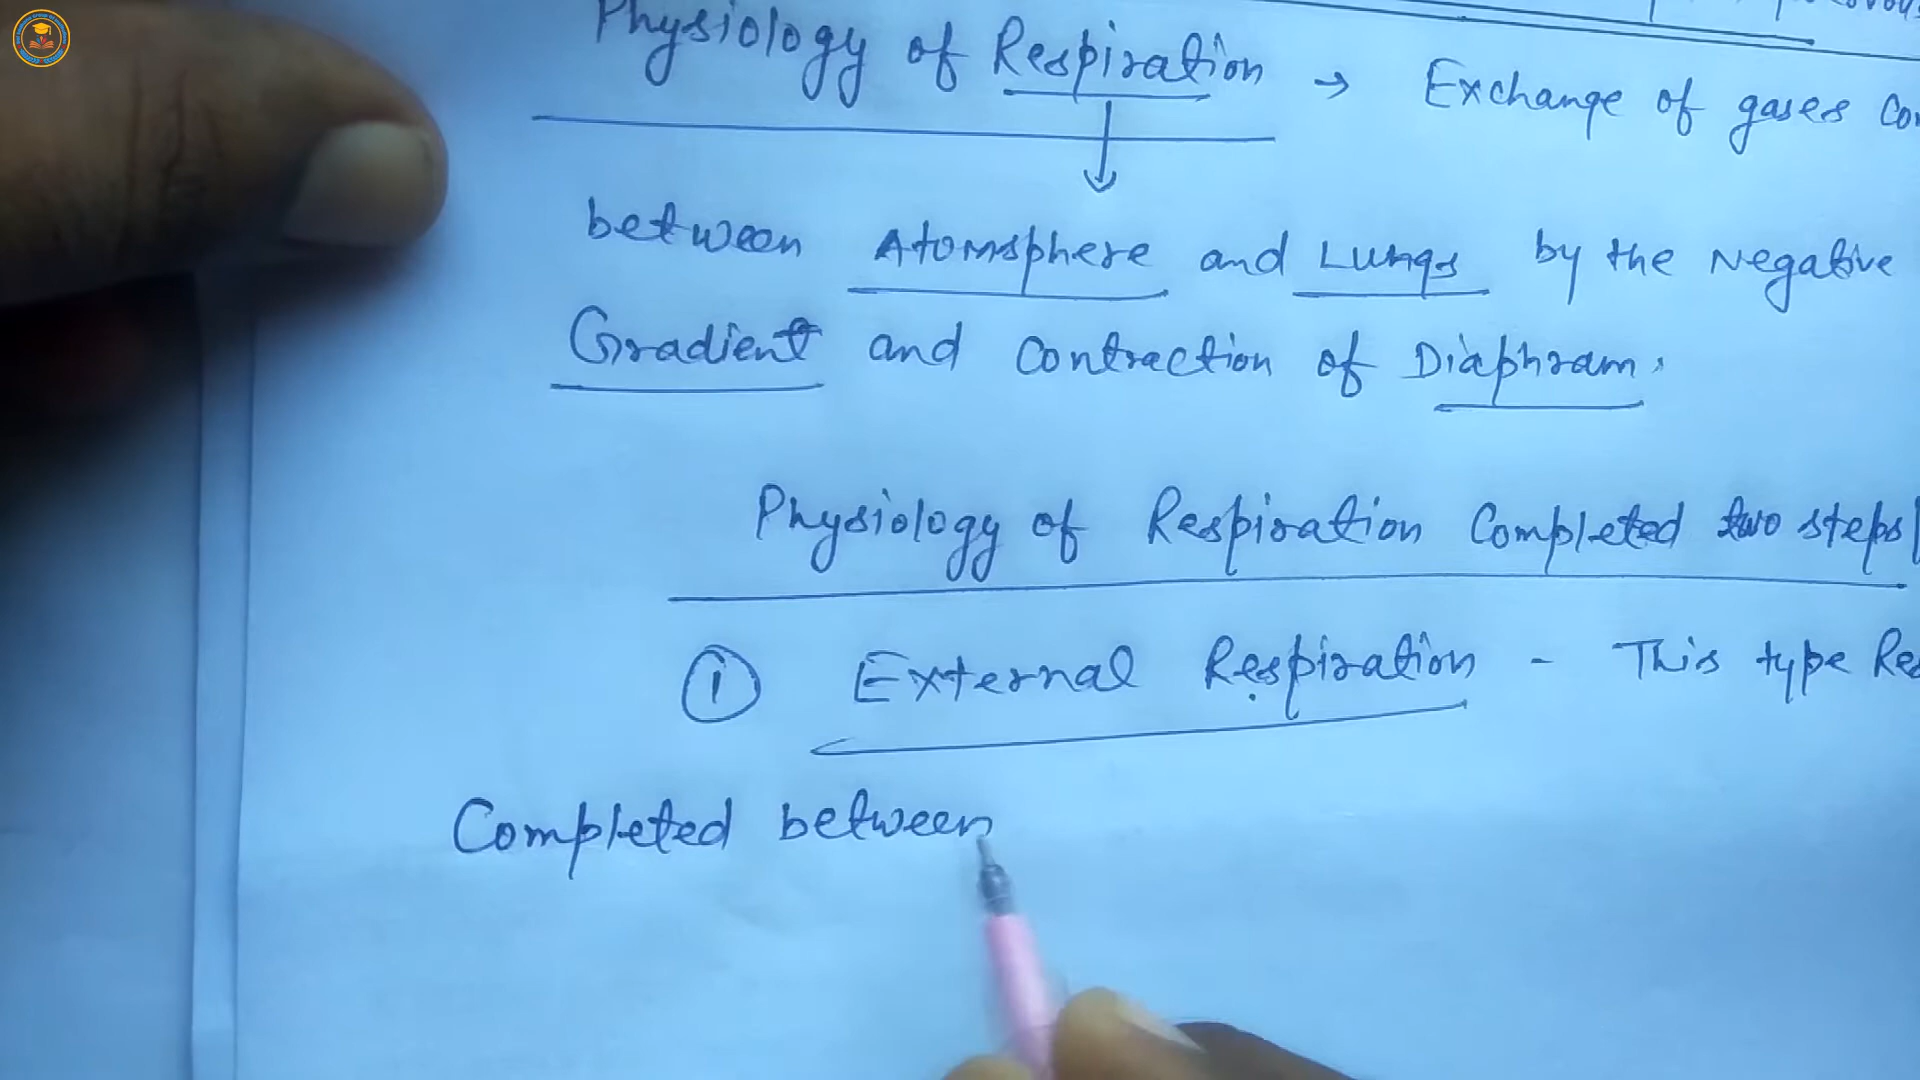 Physiology of Respiration → Exchange of gases
between Atomsphere and Lungs by the Negative
Gradient and contraction of Diaphram.
Physiology of Respiration Completed two steps
① External Respiration - This type
Completed between